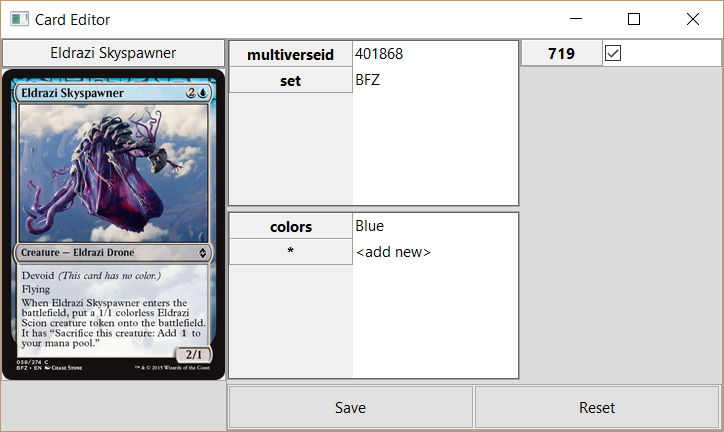 Card Editor
Eldrazi Skyspawner
multiverseid 401868
set BFZ
719
Eldrazi Skyspawner 2
Creature — Eldrazi Drone
Devoid (This card has no color.)
Flying
When Eldrazi Skyspawner enters the
battlefield, put a 1/1 colorless Eldrazi
Scion creature token onto the battlefield.
It has “Sacrifice this creature: Add 1 to
your mana pool.”
2/1
058/274 C
BFZ • EN CHASE STONE
™ & © 2015 Wizards of the Coast
colors Blue
* <add new>
Save
Reset